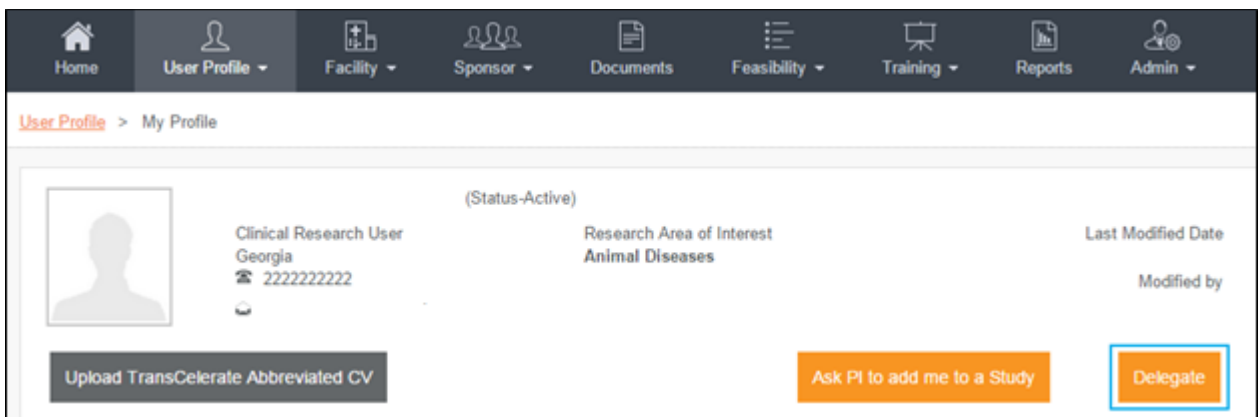 Home User Profile Facility Sponsor Documents Feasibility Training Reports Admin
User Profile > My Profile
(Status-Active)
Clinical Research User Research Area of Interest Last Modified Date
Georgia Animal Diseases
2222222222 Modified by
Upload TransCelerate Abbreviated CV Ask PI to add me to a Study Delegate